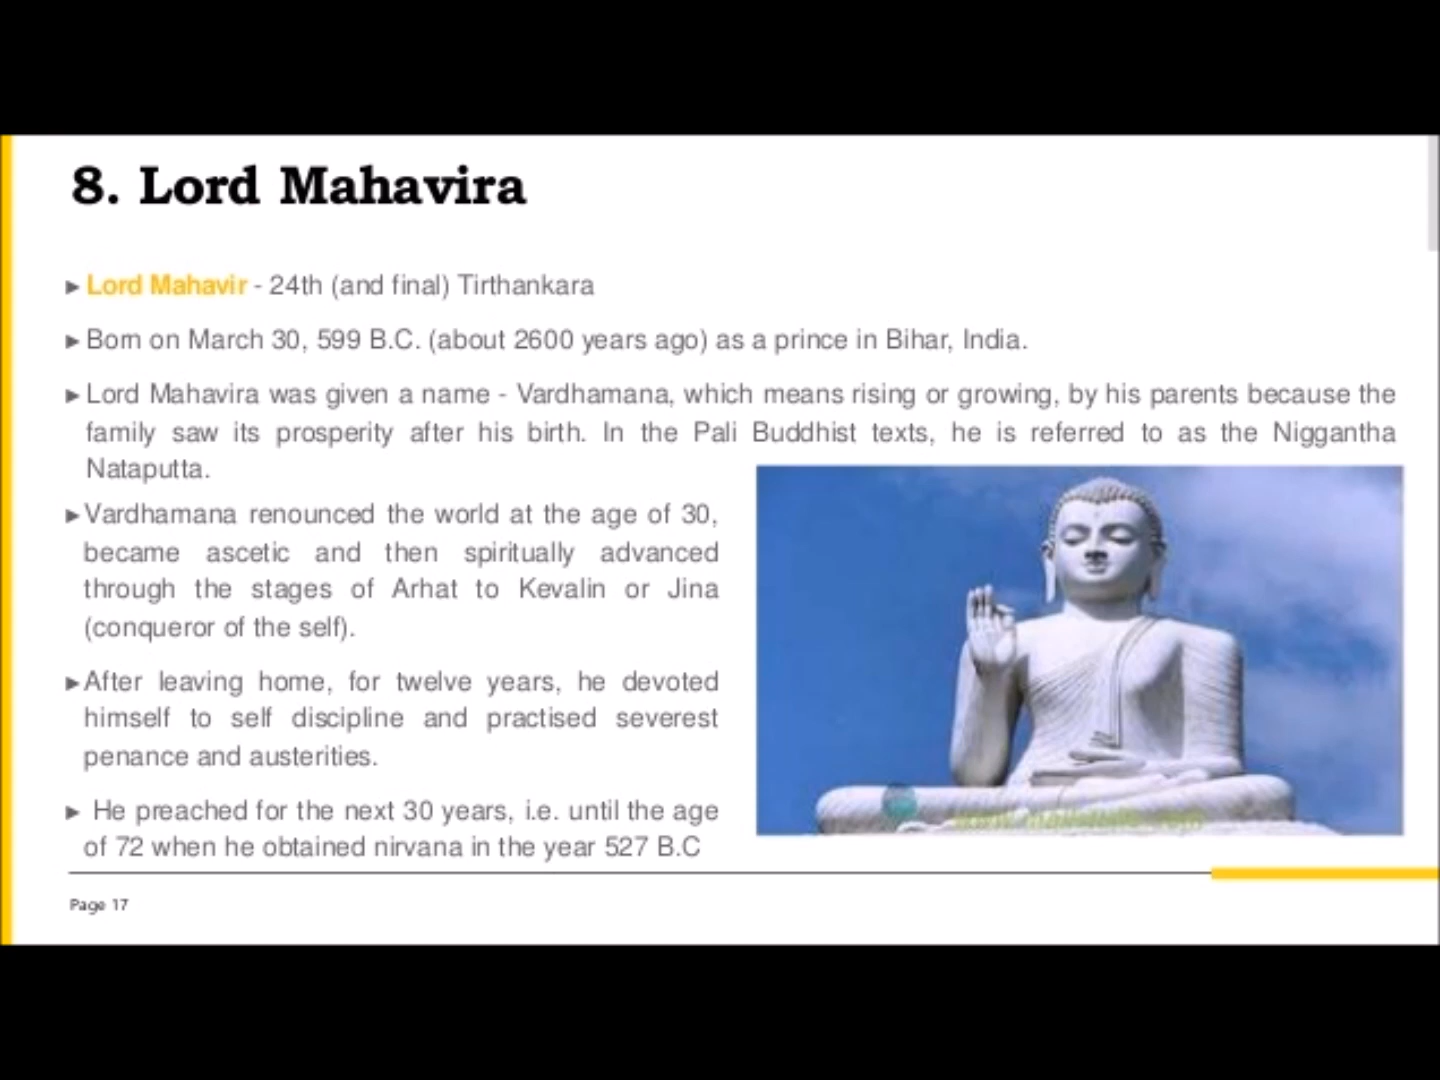 8. Lord Mahavira
►Lord Mahavir - 24th (and final) Tirthankara
►Born on March 30, 599 B.C. (about 2600 years ago) as a prince in Bihar, India.
►Lord Mahavira was given a name - Vardhamana, which means rising or growing, by his parents because the
family saw its prosperity after his birth. In the Pali Buddhist texts, he is referred to as the Niggantha
Nataputta.
►Vardhamana renounced the world at the age of 30,
became ascetic and then spiritually advanced
through the stages of Arhat to Kevalin or Jina
(conqueror of the self).
►After leaving home, for twelve years, he devoted
himself to self discipline and practised severest
penance and austerities.
► He preached for the next 30 years, i.e. until the age
of 72 when he obtained nirvana in the year 527 B.C
Page 17